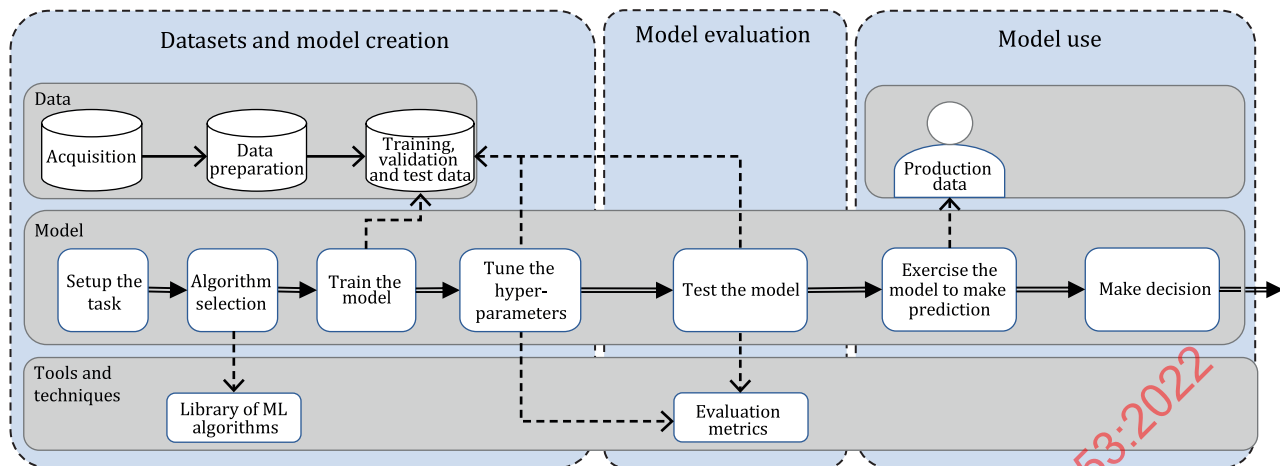 Datasets and model creation
Model evaluation
Model use
Data
Acquisition
Data
preparation
Training,
validation
and test data
Production
data
Model
Setup the
task
Algorithm
selection
Train the
model
Tune the
hyper-
parameters
Test the model
Exercise the
model to make
prediction
Make decision
Tools and
techniques
Library of ML
algorithms
Evaluation
metrics
53:2022